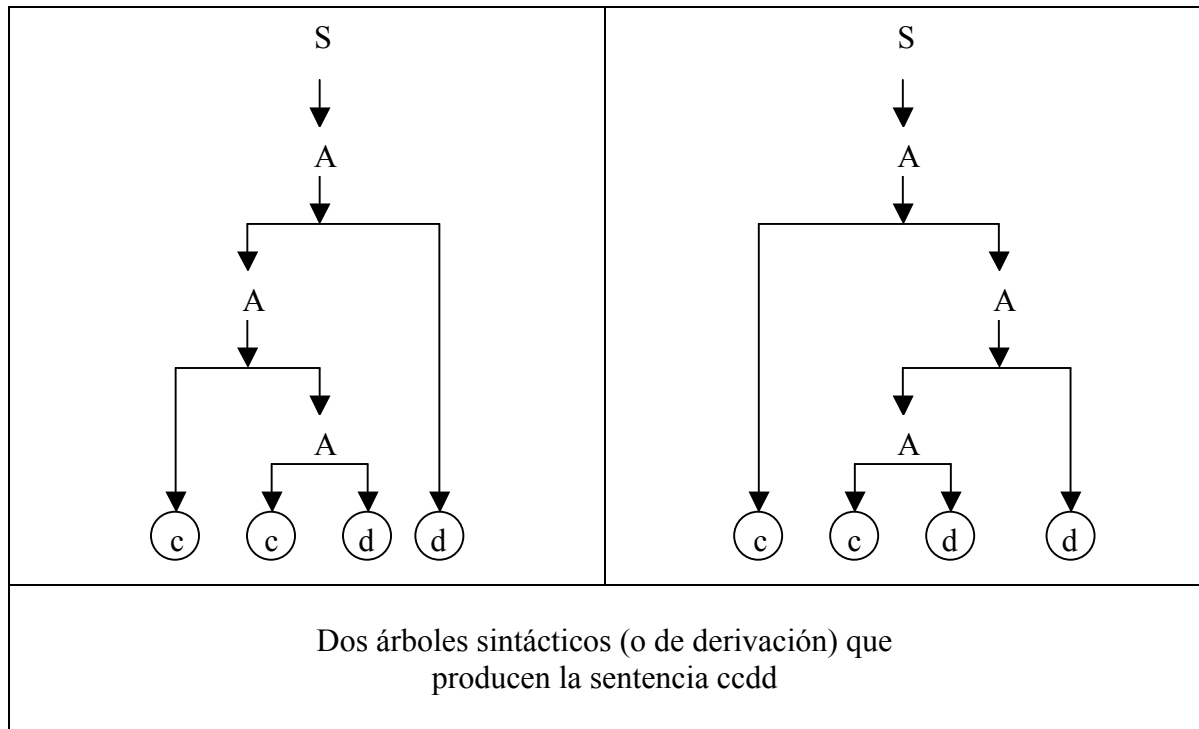 S
A
A
A
c c d d
S
A
A
A
c c d d
Dos árboles sintácticos (o de derivación) que
producen la sentencia ccdd